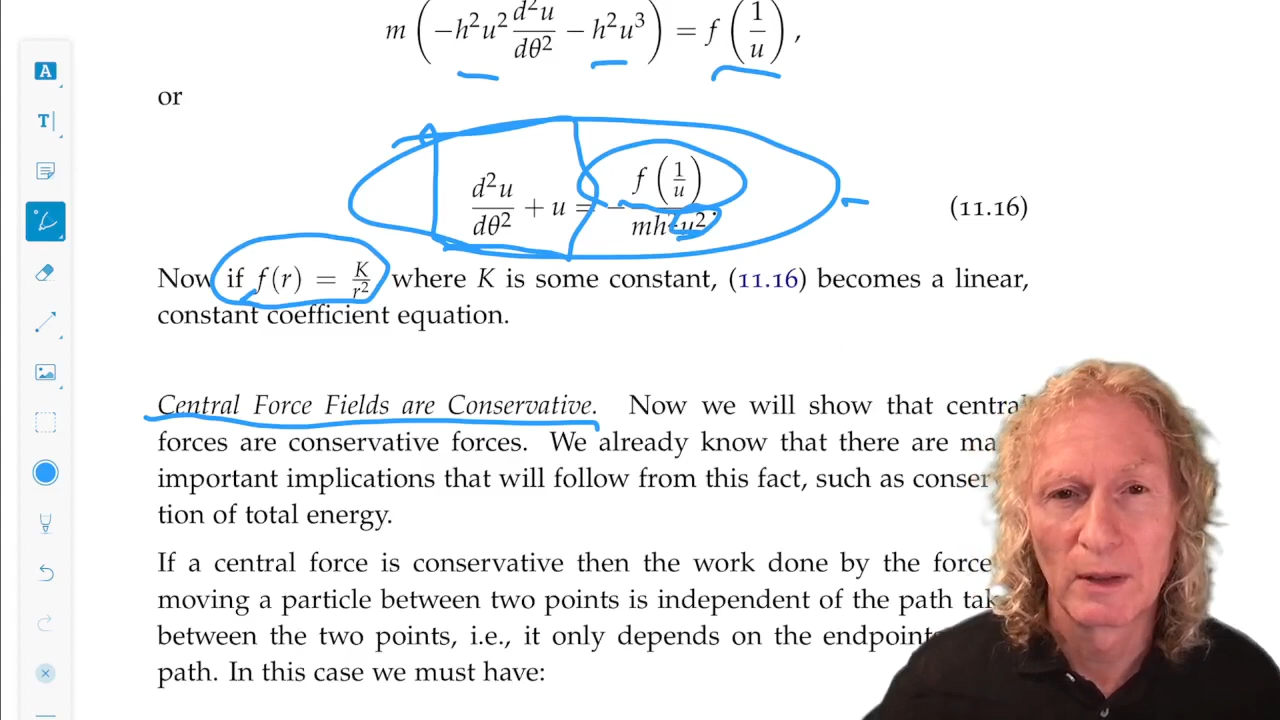 m ( −h²u² d²u/dθ² − h²u³ ) = f ( 1/u ) ,
or
d²u/dθ² + u = − f ( 1/u ) / mh²u² . (11.16)
Now if f(r) = K/r² where K is some constant, (11.16) becomes a linear,
constant coefficient equation.
Central Force Fields are Conservative. Now we will show that central
forces are conservative forces. We already know that there are
important implications that will follow from this fact, such as
tion of total energy.
If a central force is conservative then the work done by the force
moving a particle between two points is independent of the path
between the two points, i.e., it only depends on the
path. In this case we must have:
A
T